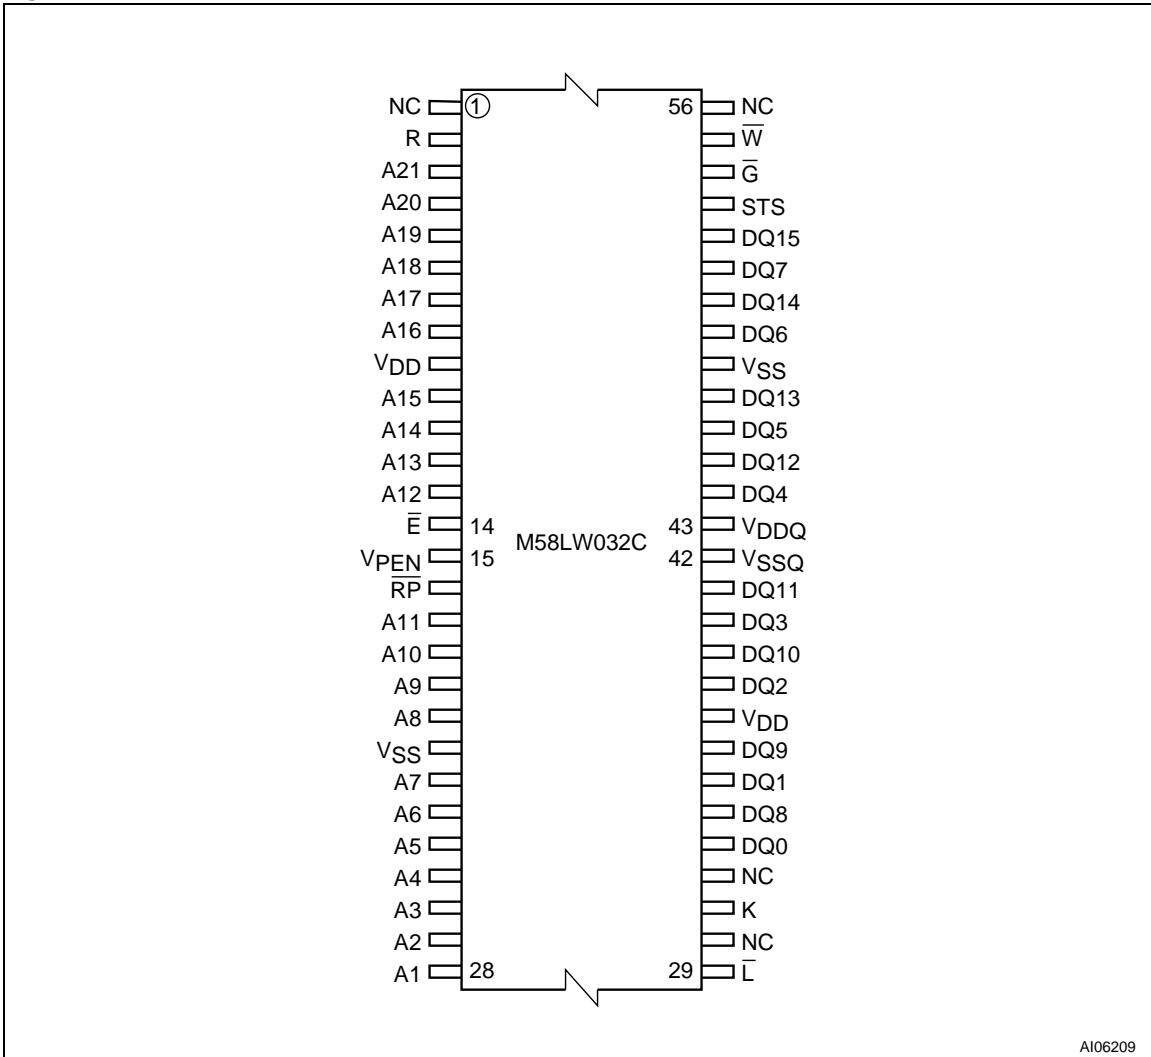 NC ① 56 NC
R W̅
A21 G̅
A20 STS
A19 DQ15
A18 DQ7
A17 DQ14
A16 DQ6
VDD VSS
A15 DQ13
A14 DQ5
A13 DQ12
A12 DQ4
E̅ 14 43 VDDQ
M58LW032C
VPEN 15 42 VSSQ
R̅P̅ DQ11
A11 DQ3
A10 DQ10
A9 DQ2
A8 VDD
VSS DQ9
A7 DQ1
A6 DQ8
A5 DQ0
A4 NC
A3 K
A2 NC
A1 28 29 L̅
AI06209